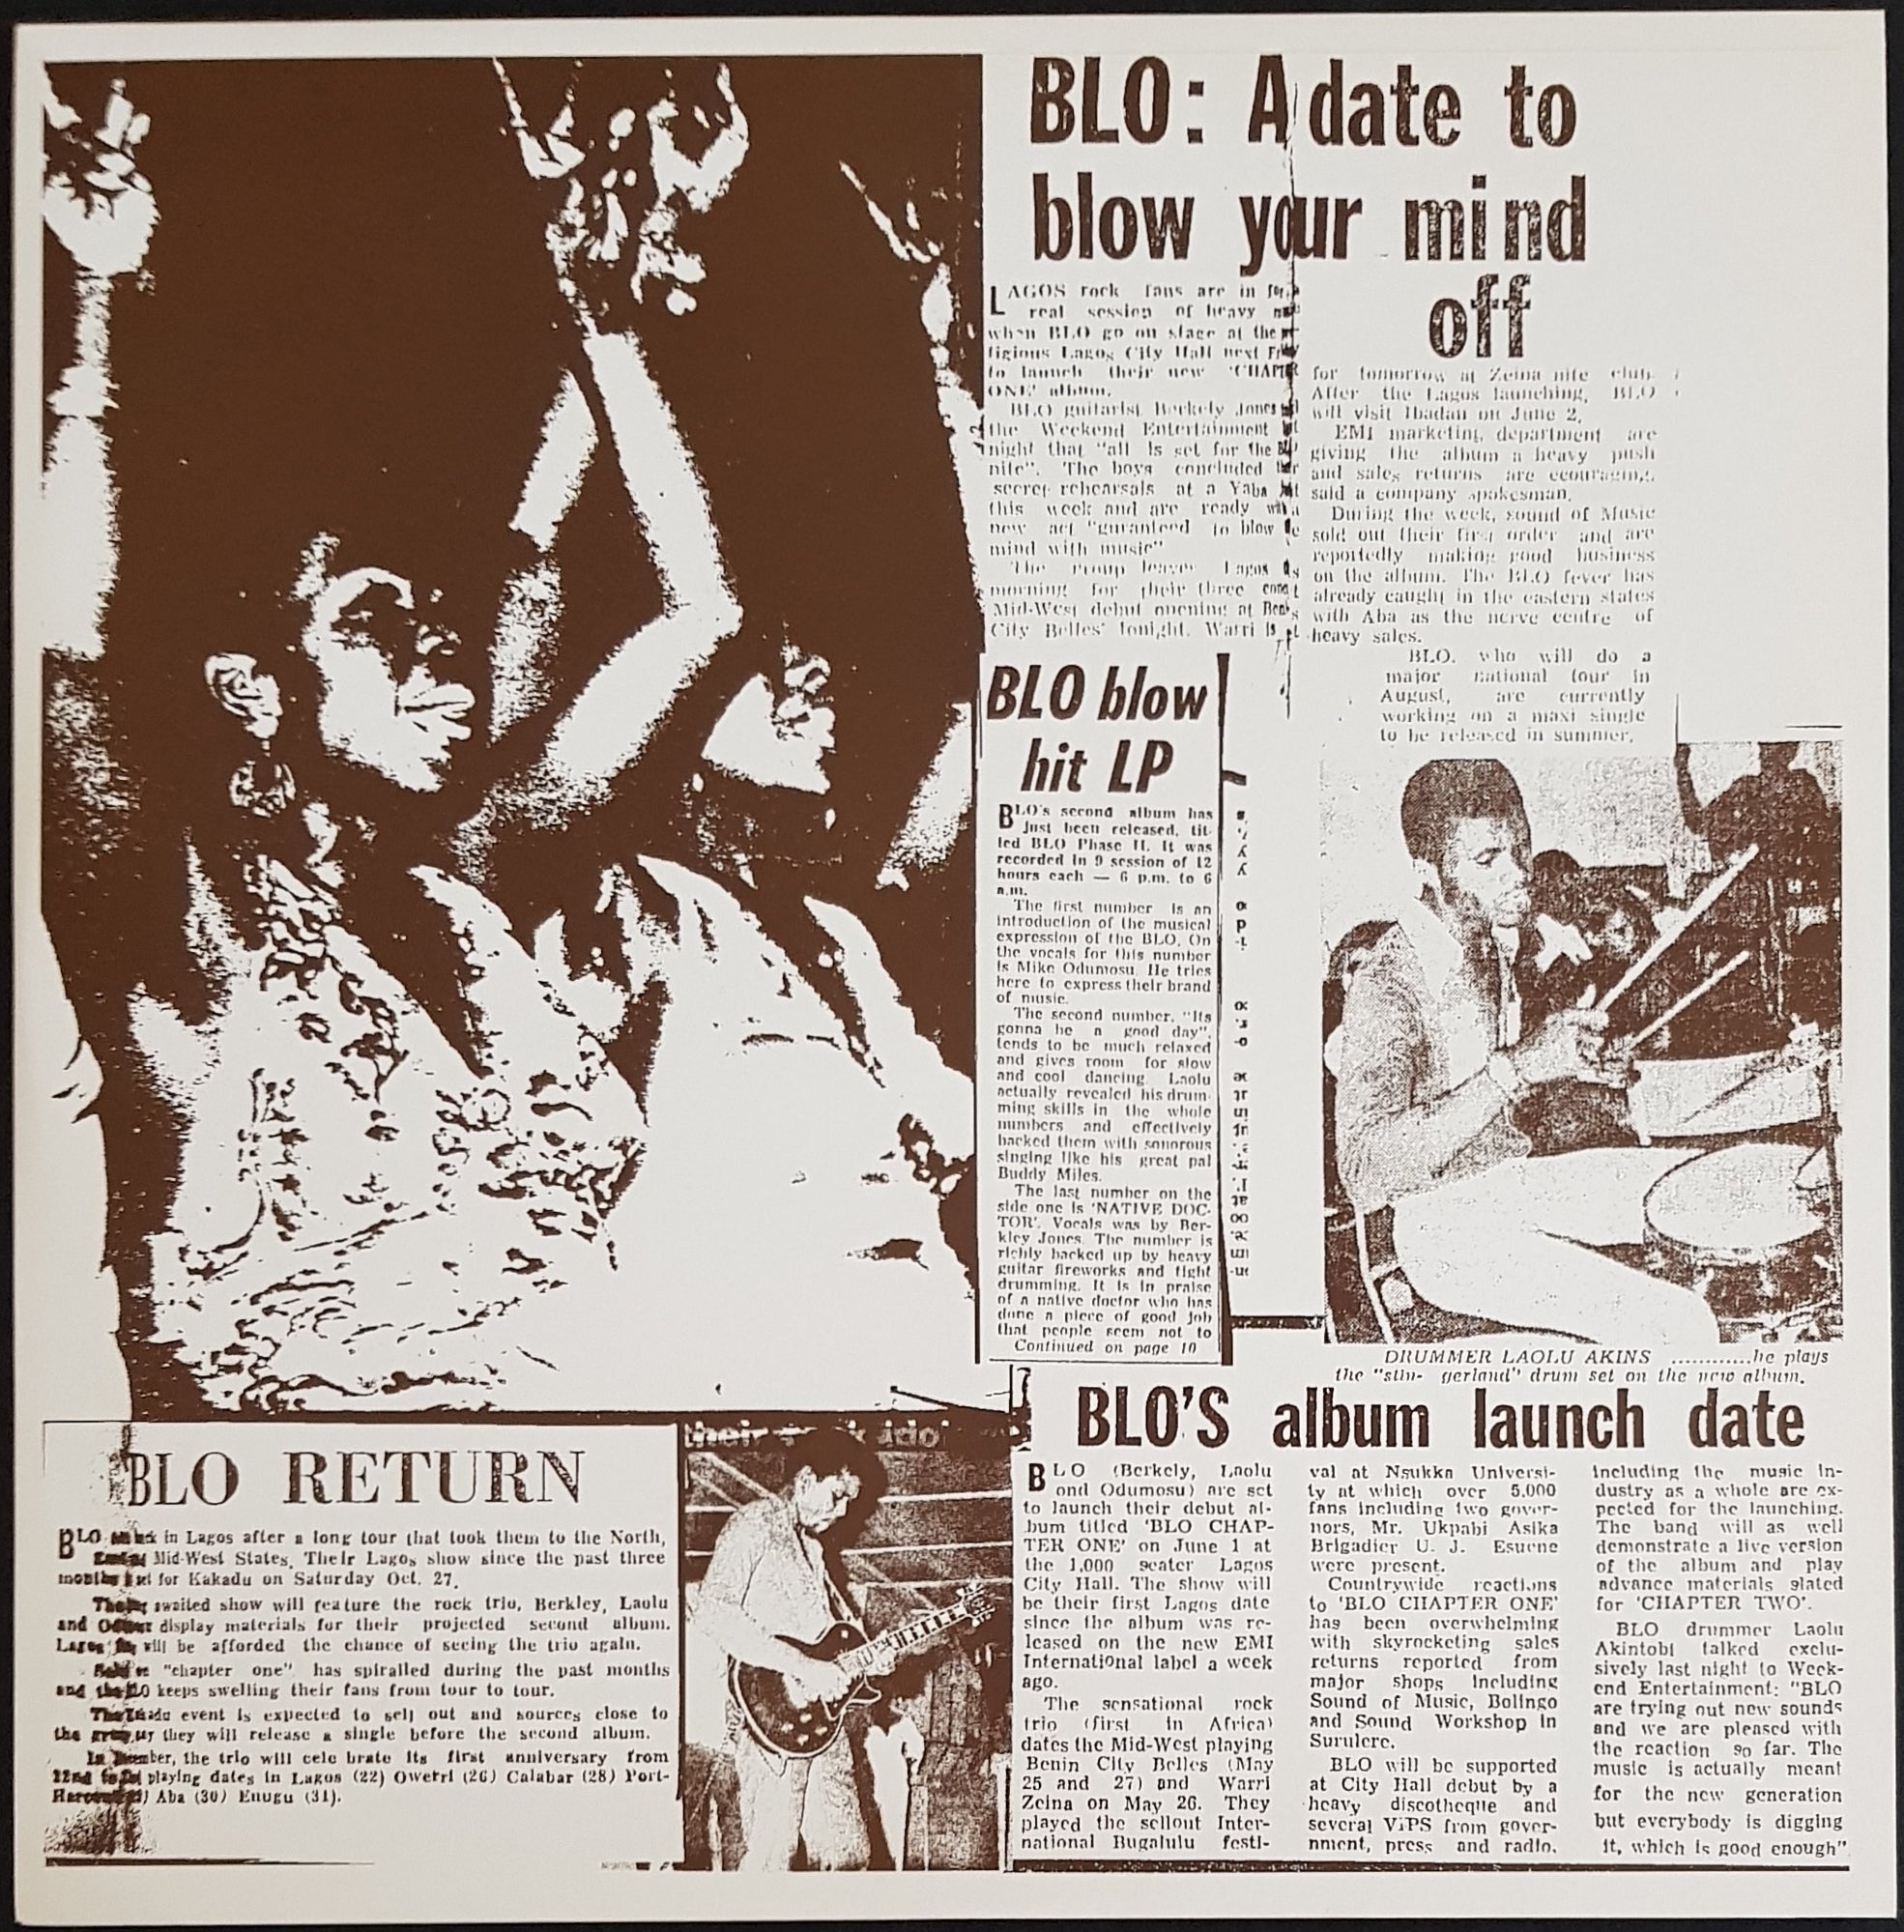 BLO: A date to
blow your mind
off
LAGOS rock fans are in for
real session of heavy
when BLO go on stage at the
tigious Lagos City Hall next
to launch their new 'CHAPTER
ONE' album.
BLO guitarist Berkely Jones
the Weekend Entertainment
night that "all is set for the
nite". The boys concluded
secret rehearsals at a Yaba
this week and are ready
new act "guranteed to blow
mind with music"
The group leaves Lagos
morning for their three
Mid-West debut opening at
City Belles' tonight. Warri is
for tomorrow at Zeina nite club.
After the Lagos launching, BLO
will visit Ibadan on June 2.
EMI marketing, department are
giving the album a heavy push
and sales returns are ecouraging,
said a company spokesman.
During the week, sound of Music
sold out their first order and are
reportedly making good business
on the album. The BLO fever has
already caught in the eastern states
with Aba as the nerve centre of
heavy sales.
BLO. who will do a
major national tour in
August, are currently
working on a maxi single
to be released in summer.
BLO blow
hit LP
BLO's second album has
just been released, tit-
led BLO Phase II. It was
recorded in 9 session of 12
hours each — 6 p.m. to 6
a.m.
The first number is an
introduction of the musical
expression of the BLO. On
the vocals for this number
is Mike Odumosu. He tries
here to express their brand
of music.
The second number. "Its
gonna be a good day",
tends to be much relaxed
and gives room for slow
and cool dancing. Laolu
actually revealed his drum-
ming skills in the whole
numbers and effectively
backed them with sonorous
singing like his great pal
Buddy Miles.
The last number on the
side one is 'NATIVE DOC-
TOR'. Vocals was by Ber-
kley Jones. The number is
richly backed up by heavy
guitar fireworks and tight
drumming. It is in praise
of a native doctor who has
done a piece of good job
that people seem not to
Continued on page 10
DRUMMER LAOLU AKINS ............he plays
the "slin- gerland" drum set on the new album.
BLO RETURN
BLO in Lagos after a long tour that took them to the North,
Mid-West States. Their Lagos show since the past three
months for Kakadu on Saturday Oct. 27.
awaited show will feature the rock trio, Berkley, Laolu
and display materials for their projected second album.
Lagos will be afforded the chance of seeing the trio again.
"chapter one" has spiralled during the past months
and keeps swelling their fans from tour to tour.
event is expected to sell out and sources close to
the they will release a single before the second album.
In the trio will cele brate its first anniversary from
22nd playing dates in Lagos (22) Owerri (26) Calabar (28) Port-
Aba (30) Enugu (31).
their
BLO'S album launch date
BLO (Berkely, Laolu
ond Odumosu) are set
to launch their debut al-
bum titled 'BLO CHAP-
TER ONE' on June 1 at
the 1,000 seater Lagos
City Hall. The show will
be their first Lagos date
since the album was re-
leased on the new EMI
International label a week
ago.
The sensational rock
trio (first in Africa)
dates the Mid-West playing
Benin City Belles (May
25 and 27) and Warri
Zeina on May 26. They
played the sellout Inter-
national Bugalulu festi-
val at Nsukka Universi-
ty at which over 5,000
fans including two gover-
nors, Mr. Ukpabi Asika
Brigadier U. J. Esuene
were present.
Countrywide reactions
to 'BLO CHAPTER ONE'
has been overwhelming
with skyrocketing sales
returns reported from
major shops including
Sound of Music, Bolingo
and Sound Workshop in
Surulere.
BLO will be supported
at City Hall debut by a
heavy discotheque and
several ViPS from gover-
nment, press and radio.
including the music in-
dustry as a whole are ex-
pected for the launching.
The band will as well
demonstrate a live version
of the album and play
advance materials slated
for 'CHAPTER TWO'.
BLO drummer Laolu
Akintobi talked exclu-
sively last night to Week-
end Entertainment: "BLO
are trying out new sounds
and we are pleased with
the reaction so far. The
music is actually meant
for the new generation
but everybody is digging
it, which is good enough"